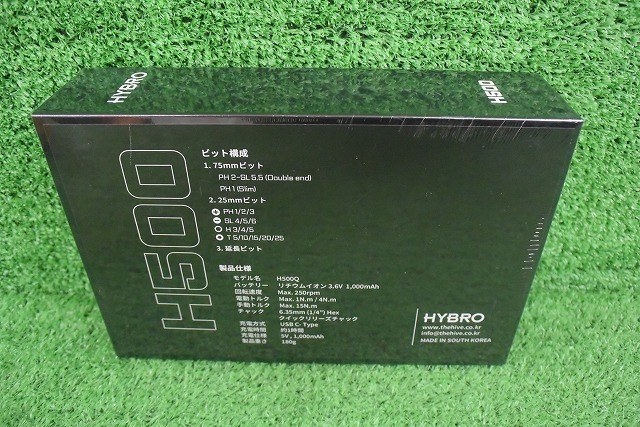 HYBRO
H500
H500
ビット構成
1. 75mmビット
PH 2-SL 5.5 (Double end)
PH 1 (Slim)
2. 25mmビット
PH 1/2/3
SL 4/5/6
H 3/4/5
T 5/10/15/20/25
3. 延長ビット
製品仕様
モデル名 H500Q
バッテリー リチウムイオン 3.6V 1,000mAh
回転速度 Max. 250rpm
電動トルク Max. 1N.m / 4N.m
手動トルク Max. 15N.m
チャック 6.35mm (1/4") Hex
クイックリリーズチャック
充電方式 USB C- Type
充電時間 約1時間
充電仕様 5V , 1,000mAh
製品重さ 180g
HYBRO
www.thehive.co.kr
info@thehive.co.kr
MADE IN SOUTH KOREA